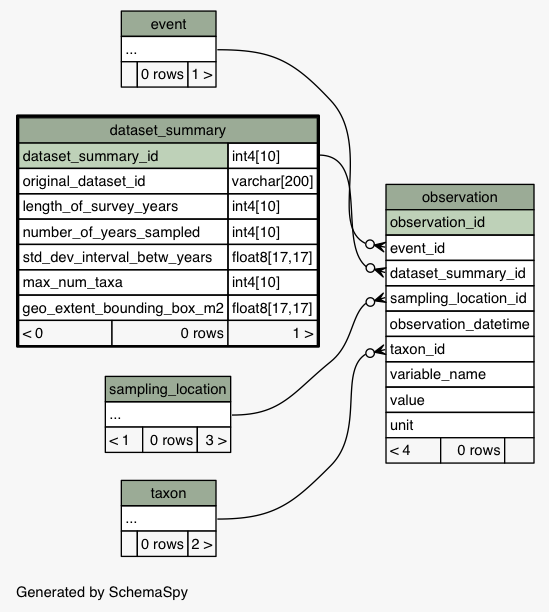 event
...
0 rows 1 >
dataset_summary
dataset_summary_id int4[10]
original_dataset_id varchar[200]
length_of_survey_years int4[10]
number_of_years_sampled int4[10]
std_dev_interval_betw_years float8[17,17]
max_num_taxa int4[10]
geo_extent_bounding_box_m2 float8[17,17]
< 0 0 rows 1 >
observation
observation_id
event_id
dataset_summary_id
sampling_location_id
observation_datetime
taxon_id
variable_name
value
unit
< 4 0 rows
sampling_location
...
< 1 0 rows 3 >
taxon
...
0 rows 2 >
Generated by SchemaSpy